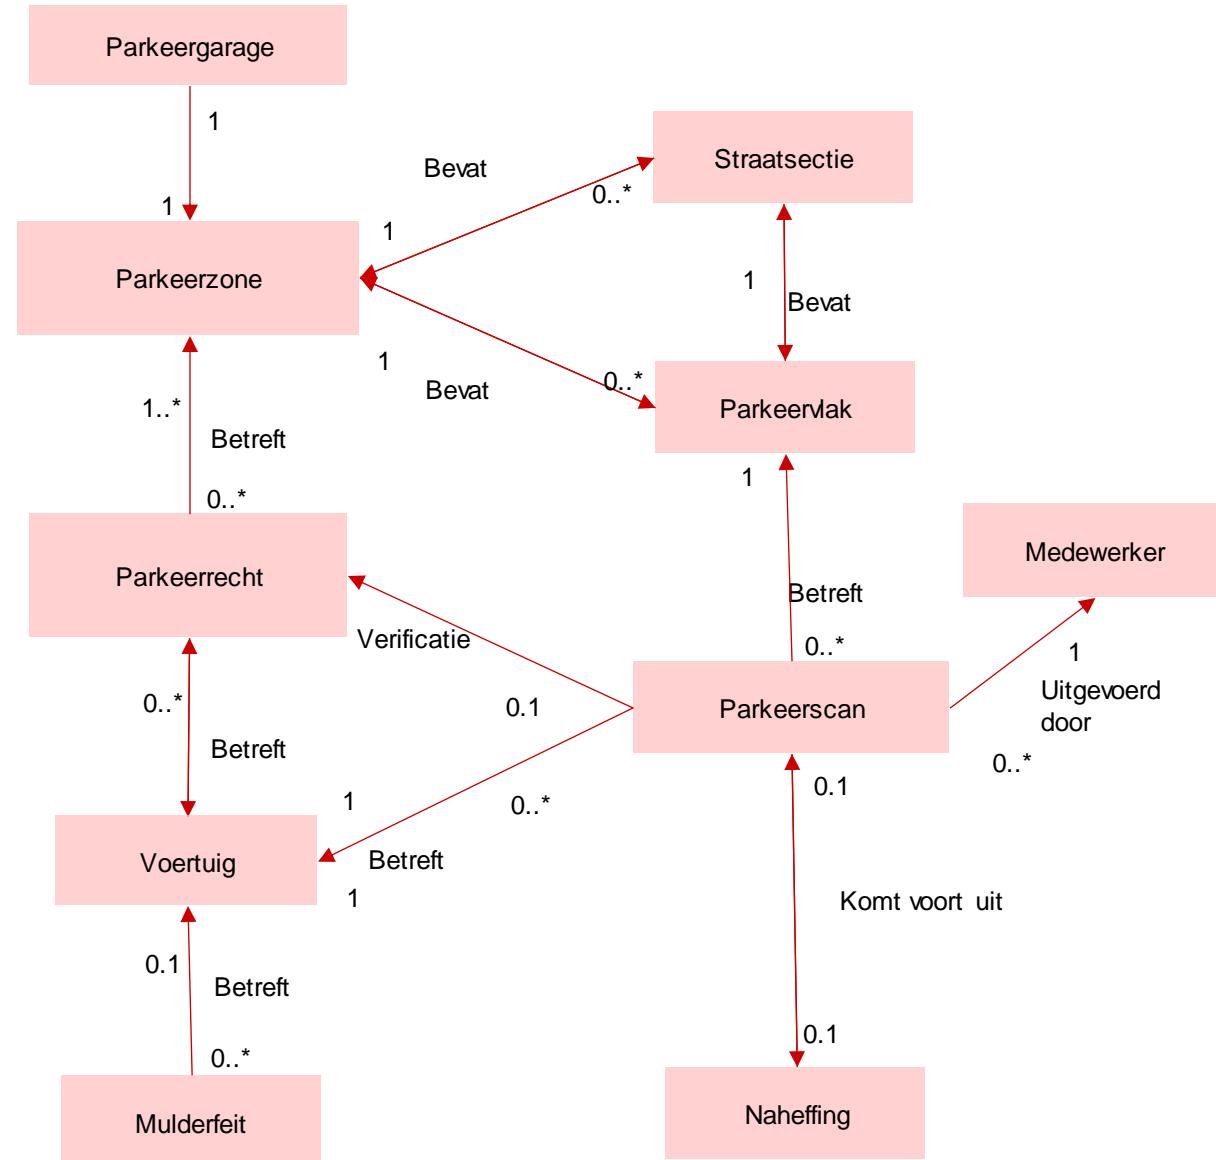 Parkeergarage
1
Straatsectie
Bevat
0..*
1
1
Parkeerzone
1
Bevat
1
0..*
Bevat
1..*
Parkeervlak
Betreft
1
0..*
Medewerker
Parkeerrecht
Betreft
Verificatie
0..*
1
Uitgevoerd
door
0..*
0.1
Parkeerscan
Betreft
0..*
0.1
1
0..*
Voertuig
Betreft
1
Komt voort uit
0.1
Betreft
0.1
0..*
Mulderfeit
Naheffing